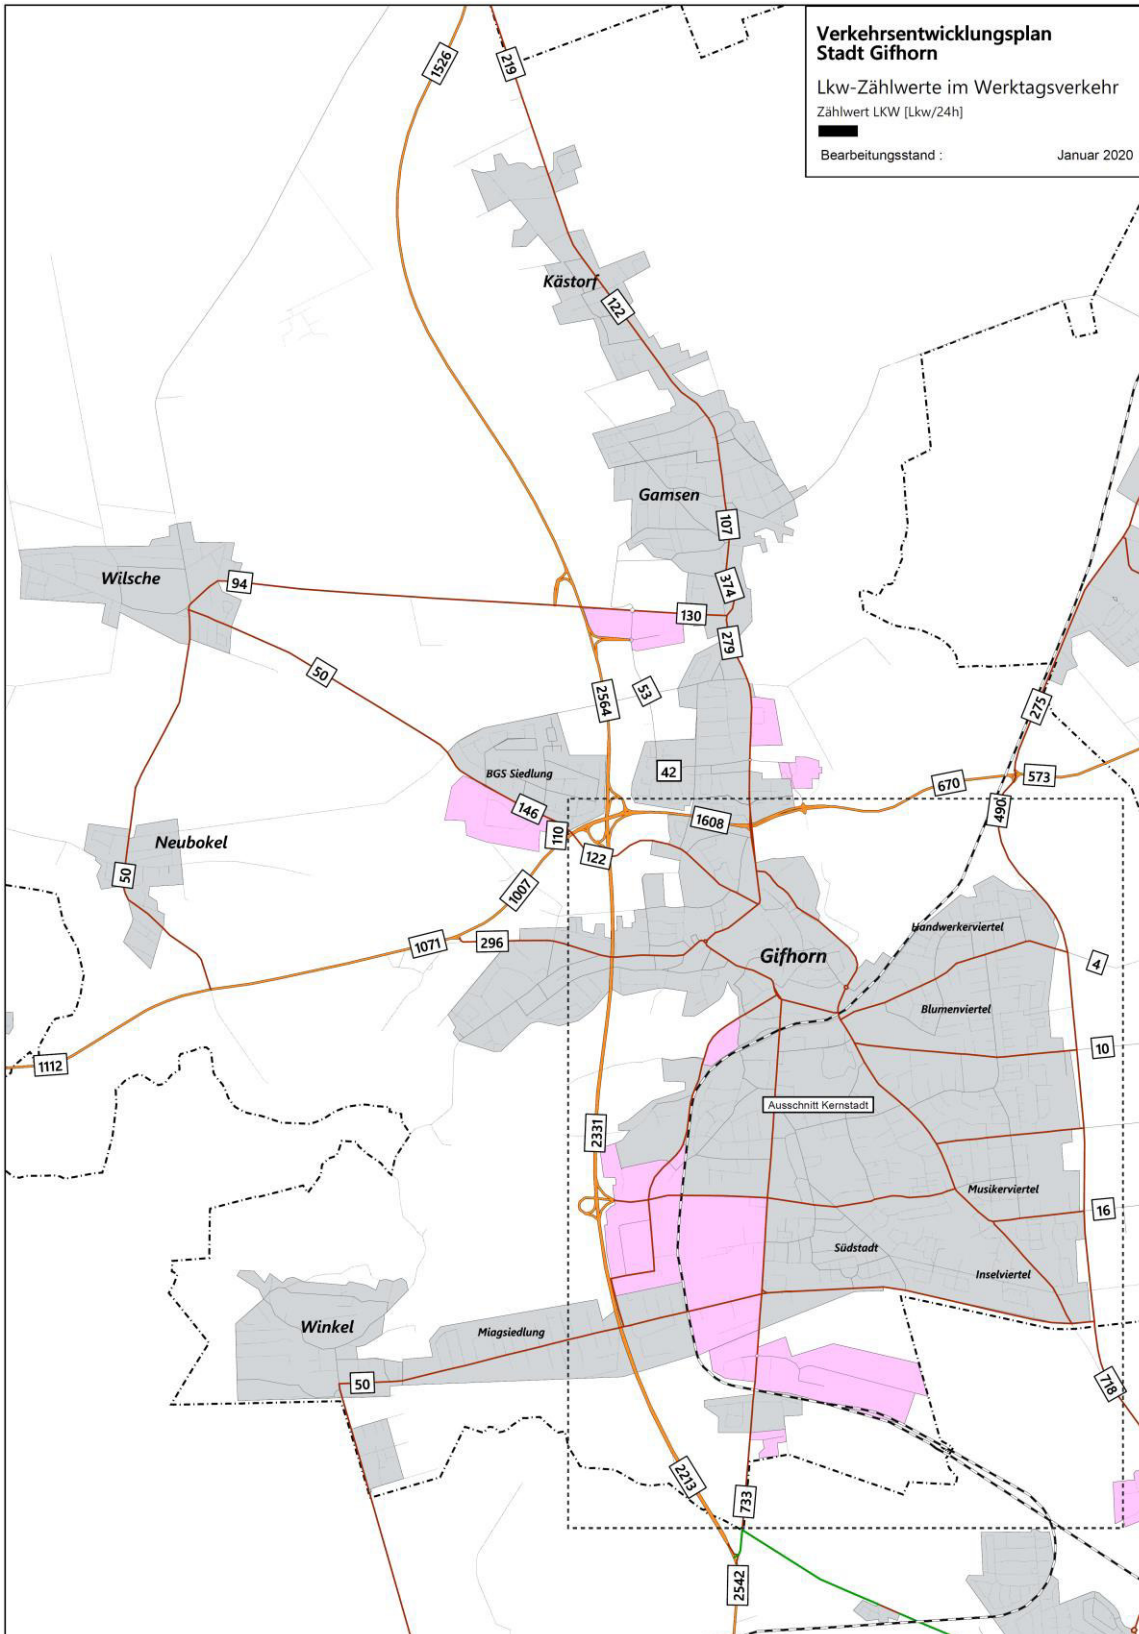 Verkehrsentwicklungsplan
Stadt Gifhorn
Lkw-Zählwerte im Werktagsverkehr
Zählwert LKW [Lkw/24h]
Bearbeitungsstand : Januar 2020
1526
219
Kästorf
122
Gamsen
107
Wilsche
94
374
130
279
50
53
2564
275
BGS Siedlung
42
670
573
146
110
1608
490
Neubokel
122
50
1007
1071
296
Handwerkerviertel
Gifhorn
4
Blumenviertel
1112
10
Ausschnitt Kernstadt
2331
Musikerviertel
16
Südstadt
Inselviertel
Winkel
Miagsiedlung
50
718
2213
733
2542